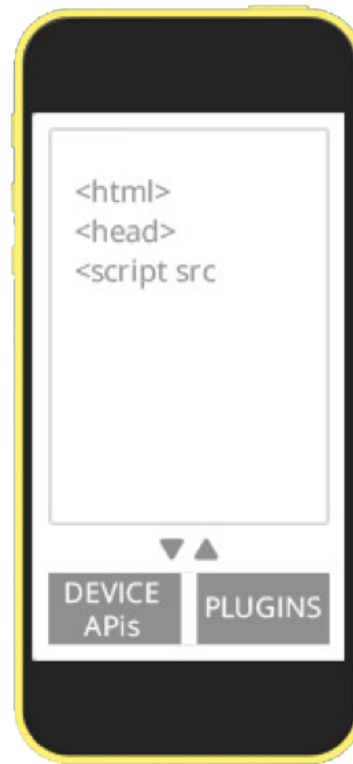 <html>
<head>
<script src
DEVICE
APis
PLUGINS